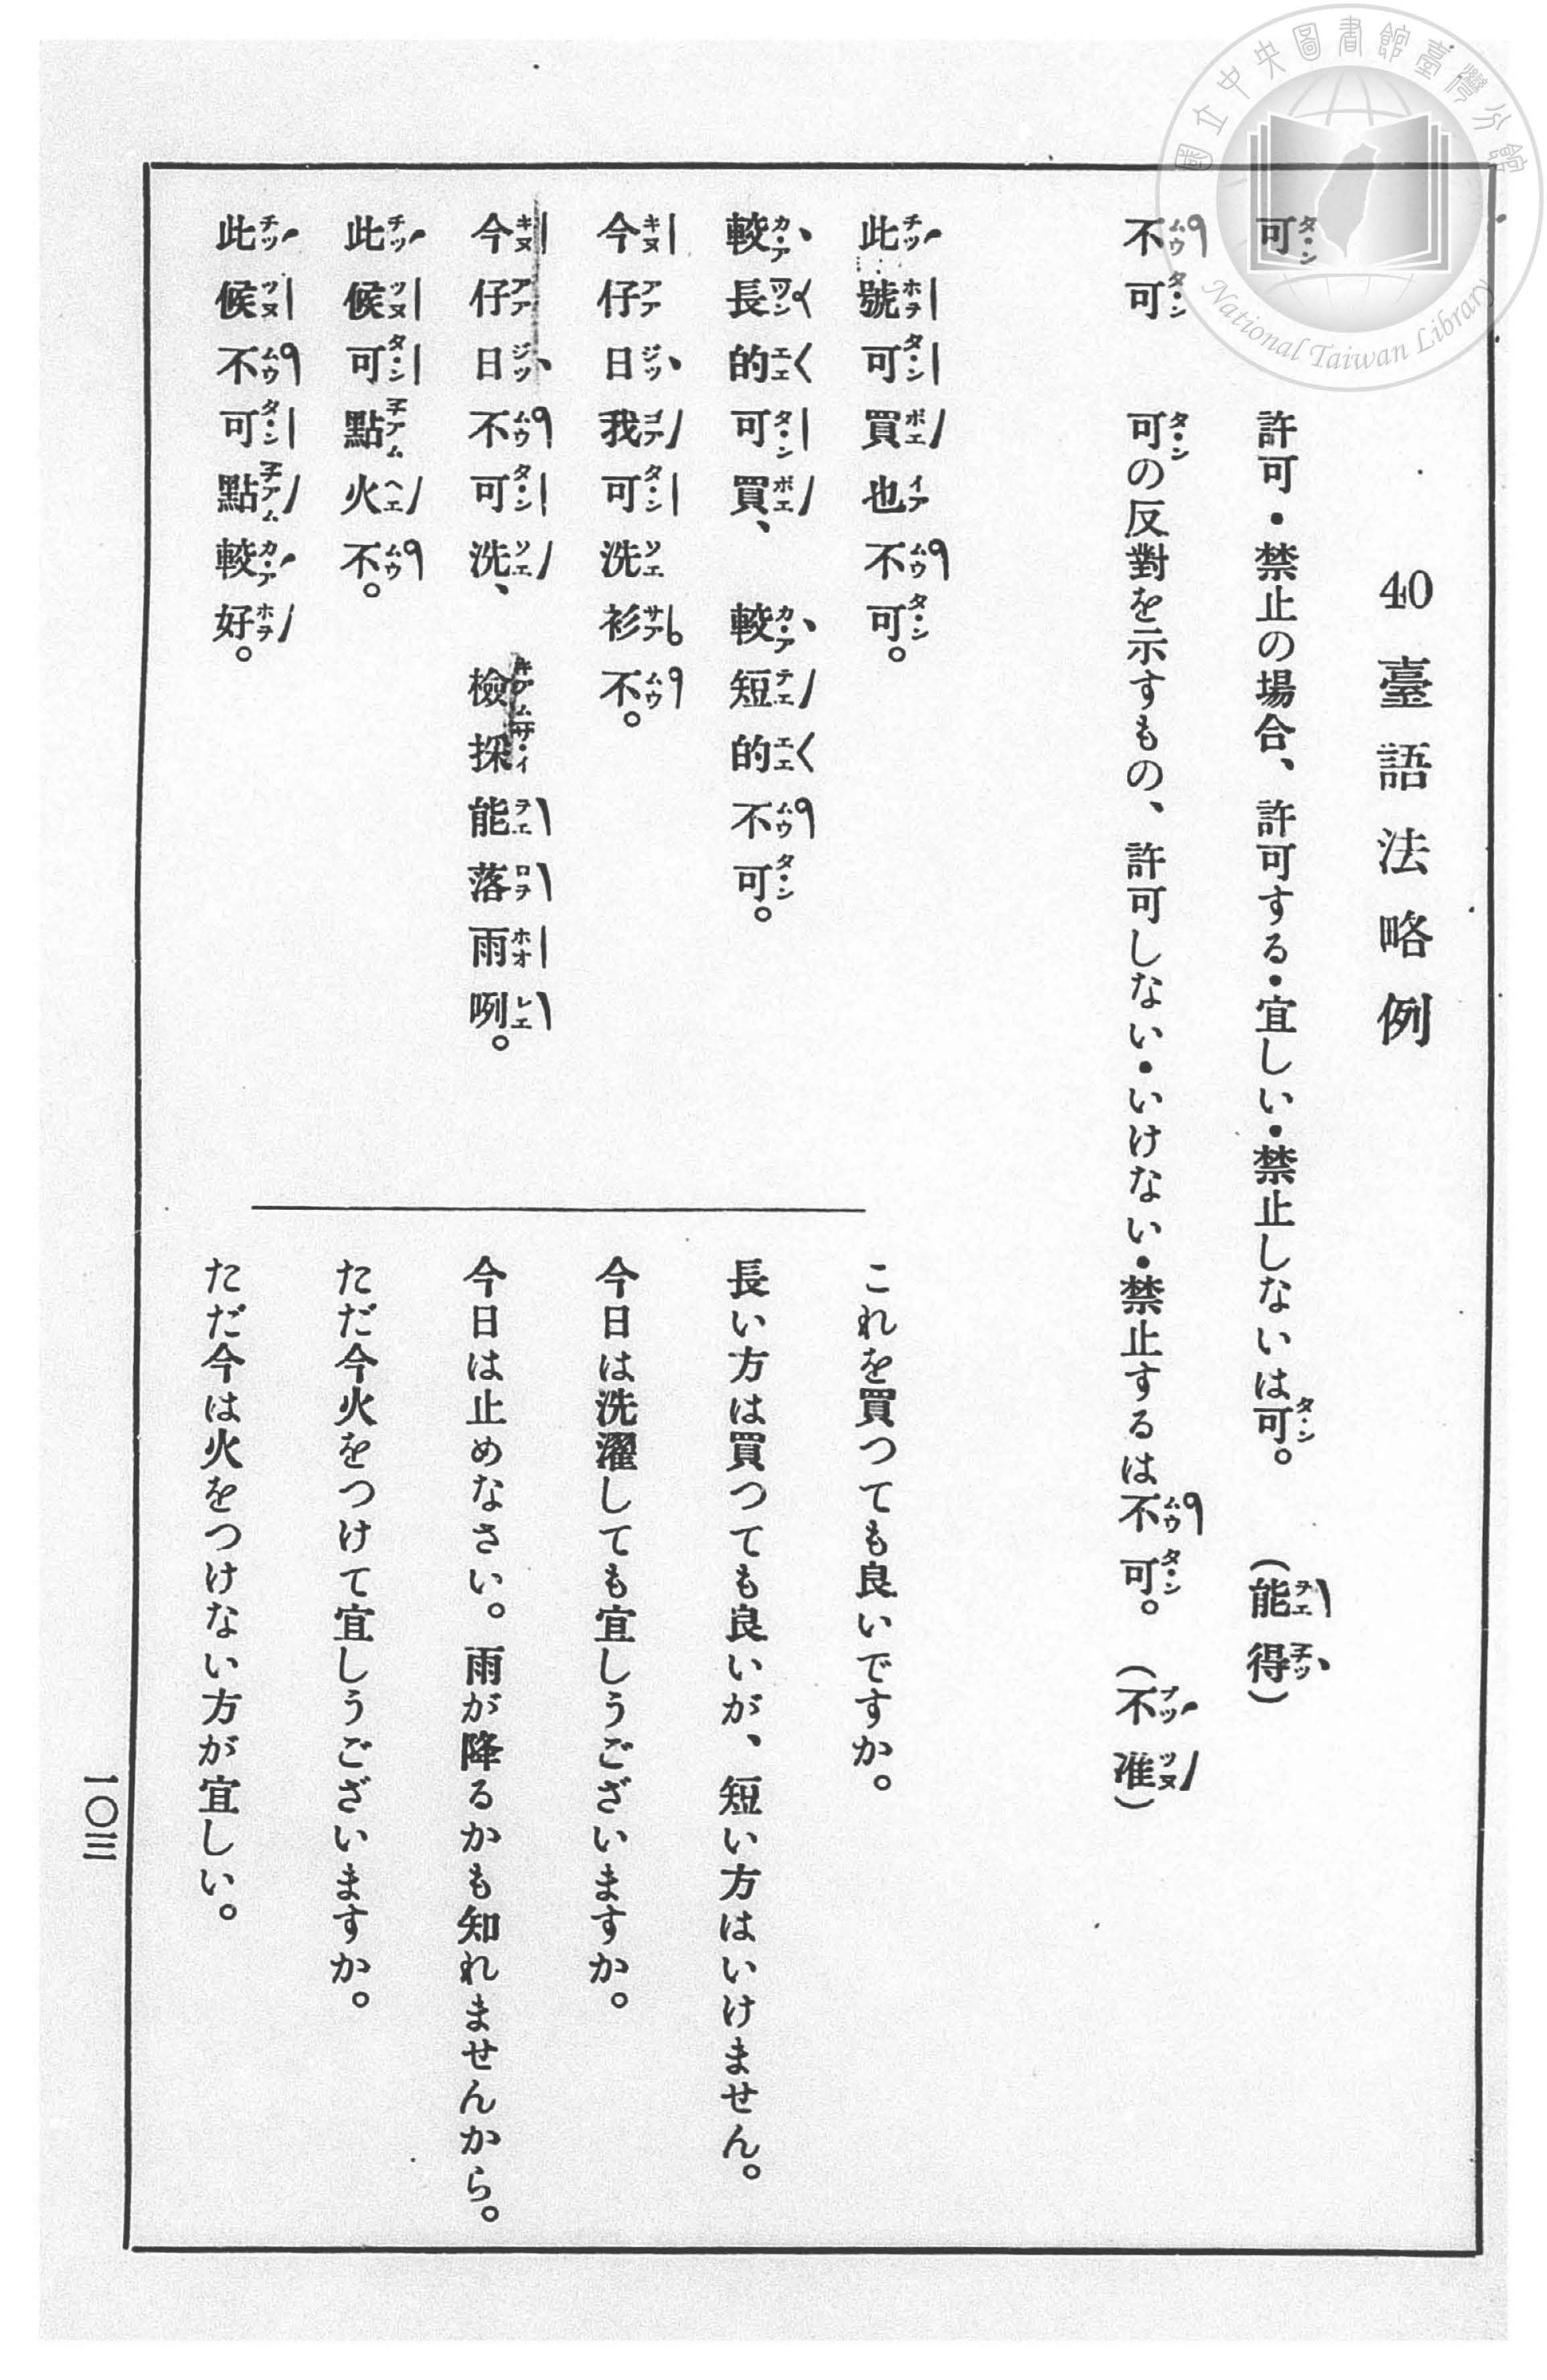 40 臺語法略例
可 許可・禁止の場合、許可する・宜しい・禁止しないは可。 (能得)
不可 可の反對を示すもの、許可しない・いけない・禁止するは不可。(不准)
此號可買也不可。
これを買つても良いですか。
較長的可買、 較短的不可。
長い方は買つても良いが、短い方はいけません。
今仔日我可洗衫不。
今日は洗濯しても宜しうございますか。
今仔日不可洗、 檢採能落雨咧。
今日は止めなさい。雨が降るかも知れませんから。
此候可點火不。
ただ今火をつけて宜しうございますか。
此候不可點較好。
ただ今は火をつけない方が宜しい。
一〇三
國立中央圖書館臺灣分館
National Taiwan Library